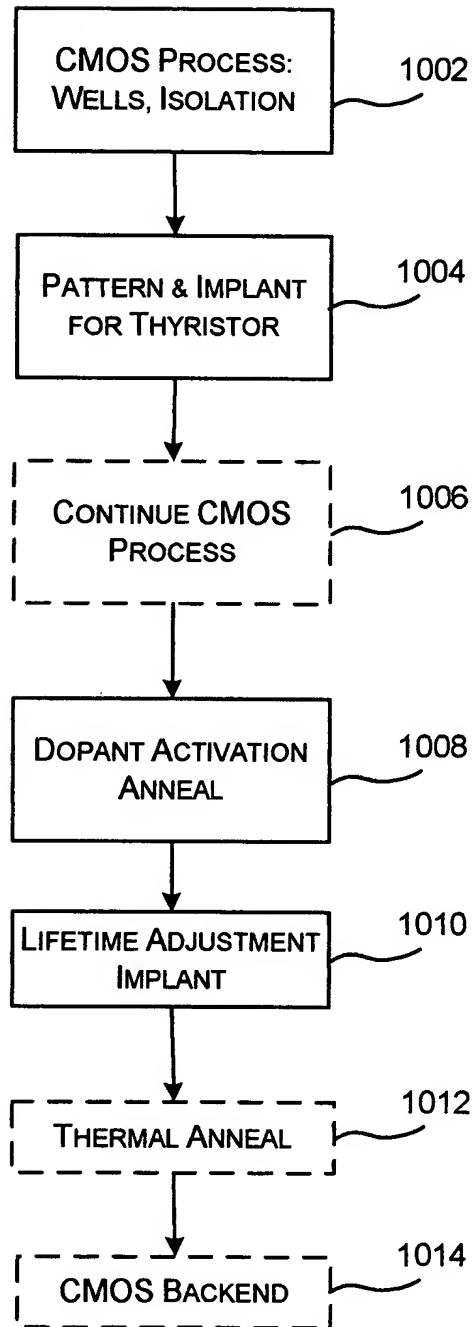 CMOS PROCESS:
WELLS, ISOLATION
1002
PATTERN & IMPLANT
FOR THYRISTOR
1004
CONTINUE CMOS
PROCESS
1006
DOPANT ACTIVATION
ANNEAL
1008
LIFETIME ADJUSTMENT
IMPLANT
1010
THERMAL ANNEAL
1012
CMOS BACKEND
1014